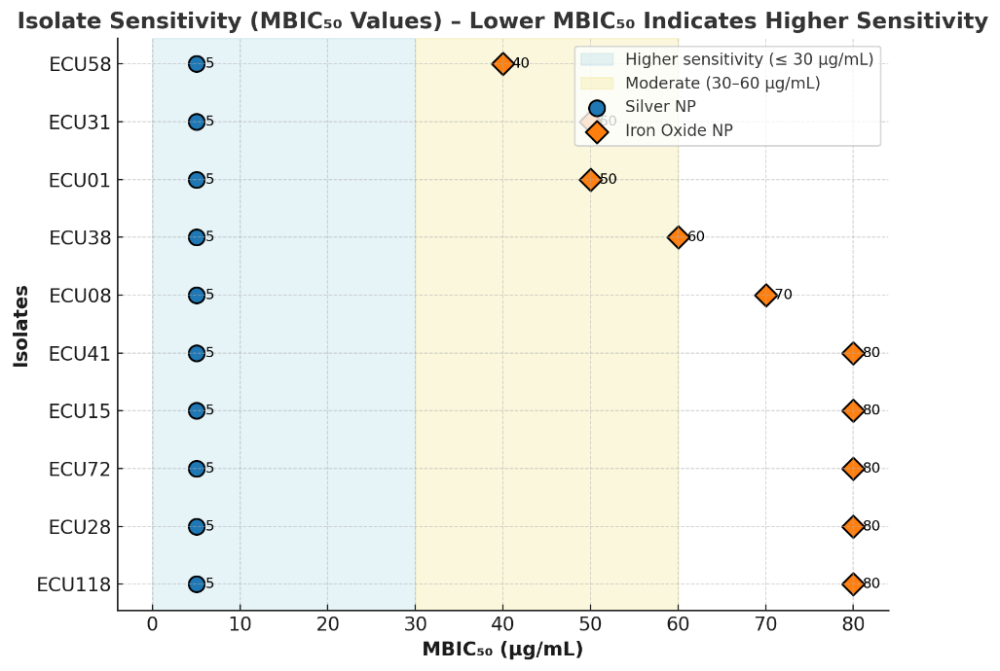 Isolate Sensitivity (MBIC₅₀ Values) – Lower MBIC₅₀ Indicates Higher Sensitivity
Higher sensitivity (≤ 30 µg/mL)
Moderate (30–60 µg/mL)
Silver NP
Iron Oxide NP
Isolates
ECU58 5 40
ECU31 5 50
ECU01 5 50
ECU38 5 60
ECU08 5 70
ECU41 5 80
ECU15 5 80
ECU72 5 80
ECU28 5 80
ECU118 5 80
0 10 20 30 40 50 60 70 80
MBIC₅₀ (µg/mL)